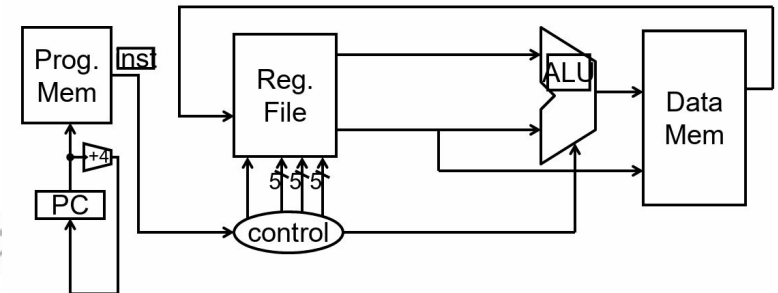 Prog.
Mem
inst
Reg.
File
ALU
Data
Mem
+4
5 5 5
PC
control